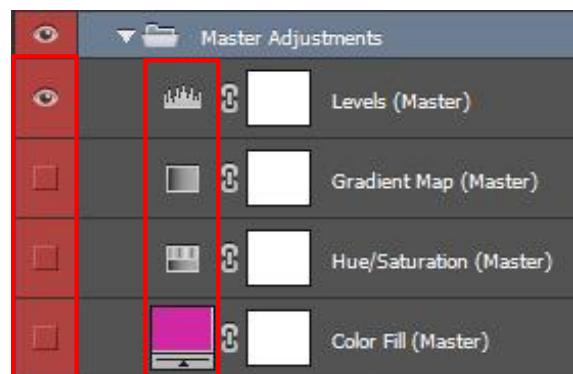 Master Adjustments
Levels (Master)
Gradient Map (Master)
Hue/Saturation (Master)
Color Fill (Master)